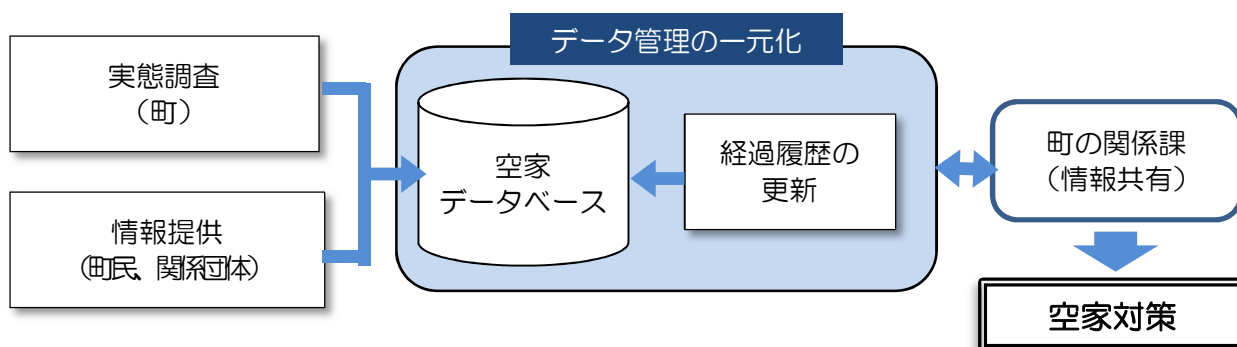 データ管理の一元化
実態調査
（町）
情報提供
（町民、関係団体）
空家
データベース
経過履歴の
更新
町の関係課
（情報共有）
空家対策